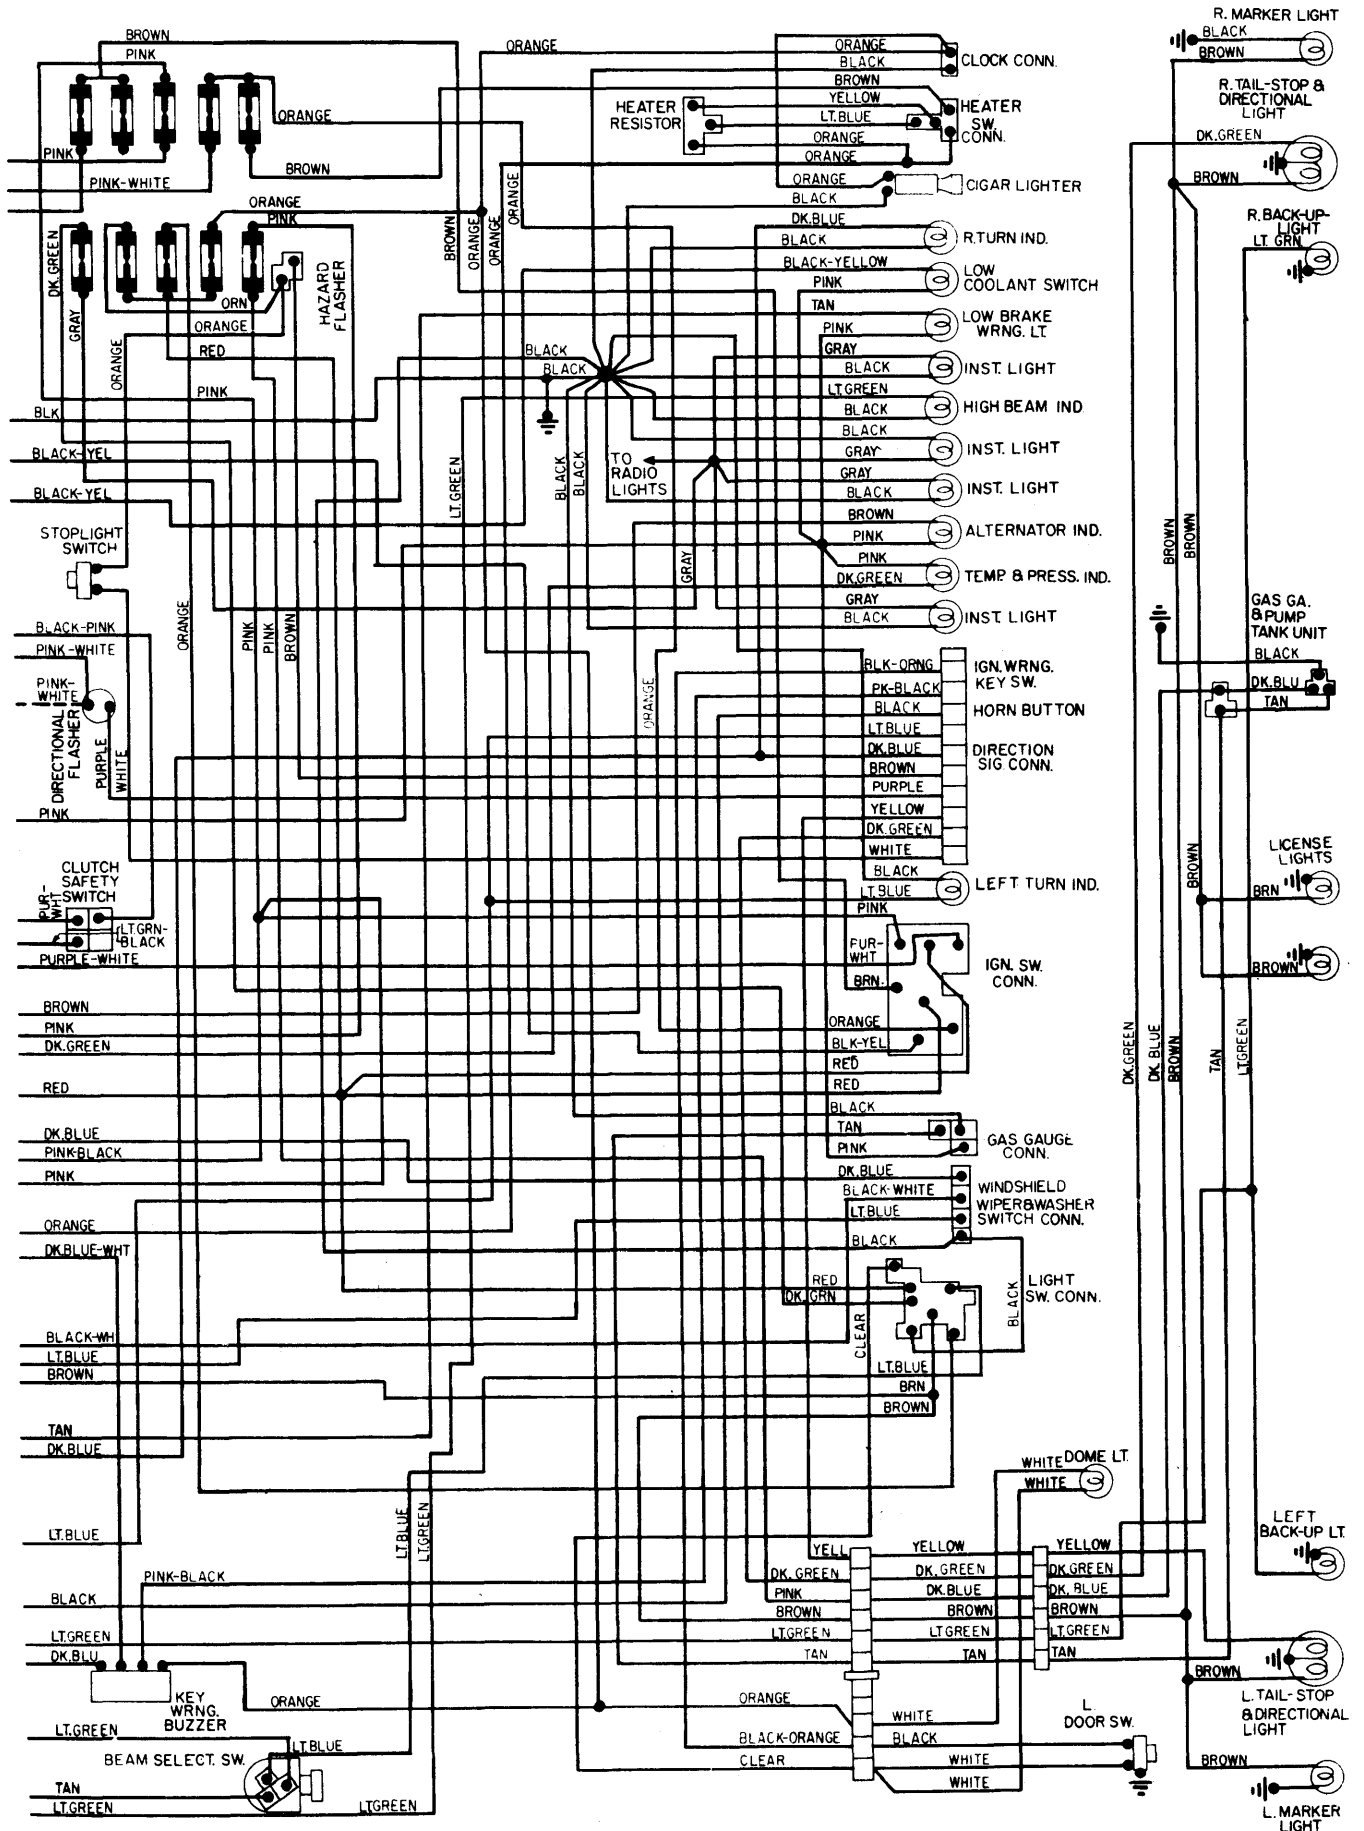 R. MARKER LIGHT
BLACK
BROWN
BROWN
PINK
ORANGE
ORANGE
BLACK
CLOCK CONN.
BROWN
YELLOW
LT.BLUE
ORANGE
ORANGE
HEATER
RESISTOR
HEATER
SW.
CONN.
R.TAIL-STOP &
DIRECTIONAL
LIGHT
DK.GREEN
BROWN
ORANGE
PINK
BROWN
PINK-WHITE
ORANGE
BLACK
CIGAR LIGHTER
ORANGE
PINK
DK.GREEN
BROWN
ORANGE
ORANGE
ORANGE
DK.BLUE
BLACK
R.TURN IND.
R.BACK-UP-
LIGHT
LT. GRN
BLACK-YELLOW
PINK
LOW
COOLANT SWITCH
HAZARD
FLASHER
ORN
ORANGE
GRAY
ORANGE
RED
TAN
PINK
LOW BRAKE
WRNG. LT.
GRAY
BLACK
INST. LIGHT
BLACK
BLACK
PINK
LT.GREEN
BLACK
HIGH BEAM IND.
BLK
BLACK
GRAY
INST. LIGHT
BLACK-YEL
TO
RADIO
LIGHTS
GRAY
BLACK
INST. LIGHT
BLACK-YEL
LT.GREEN
BLACK
BLACK
BROWN
PINK
ALTERNATOR IND.
STOPLIGHT
SWITCH
PINK
DK.GREEN
TEMP. & PRESS. IND.
GRAY
GRAY
BLACK
INST. LIGHT
BROWN
BROWN
ORANGE
PINK
PINK
BROWN
BLACK-PINK
PINK-WHITE
PINK-
WHITE
DIRECTIONAL
FLASHER
PURPLE
WHITE
PINK
GAS GA.
& PUMP
TANK UNIT
BLACK
DK.BLU
TAN
ORANGE
BLK-ORNG
IGN.WRNG.
KEY SW.
PK-BLACK
BLACK
HORN BUTTON
LT.BLUE
DK.BLUE
BROWN
DIRECTION
SIG.CONN.
PURPLE
YELLOW
DK.GREEN
WHITE
BLACK
LT.BLUE
LEFT TURN IND.
PINK
BROWN
LICENSE
LIGHTS
BRN
BROWN
CLUTCH
SAFETY
SWITCH
PUR-
WHT
LT.GRN-
BLACK
PURPLE-WHITE
FUR-
WHT
BRN.
IGN. SW.
CONN.
ORANGE
BLK-YEL
RED
RED
BROWN
PINK
DK.GREEN
RED
DK.GREEN
DK.BLUE
BROWN
TAN
LT.GREEN
BLACK
TAN
PINK
GAS GAUGE
CONN.
DK.BLUE
PINK-BLACK
PINK
DK.BLUE
BLACK-WHITE
LT.BLUE
BLACK
WINDSHIELD
WIPER&WASHER
SWITCH CONN.
ORANGE
DK.BLUE-WHT
RED
DK.GRN
LIGHT
SW. CONN.
BLACK
CLEAR
LT.BLUE
BRN
BROWN
BLACK-WH
LT.BLUE
BROWN
TAN
DK.BLUE
WHITE
WHITE
DOME LT.
LT.BLUE
LT.BLUE
LT.GREEN
LEFT
BACK-UP LT.
YELL
DK. GREEN
PINK
BROWN
LT.GREEN
TAN
YELLOW
DK. GREEN
DK.BLUE
BROWN
LT GREEN
TAN
YELLOW
DK.GREEN
DK. BLUE
BROWN
LT.GREEN
TAN
PINK-BLACK
BLACK
LT.GREEN
DK.BLU
KEY
WRNG.
BUZZER
ORANGE
ORANGE
BLACK-ORANGE
CLEAR
WHITE
BLACK
WHITE
WHITE
L.
DOOR SW.
BROWN
L.TAIL-STOP
&DIRECTIONAL
LIGHT
LT.GREEN
LT.BLUE
BEAM SELECT. SW.
TAN
LT.GREEN
LTGREEN
BROWN
L. MARKER
LIGHT